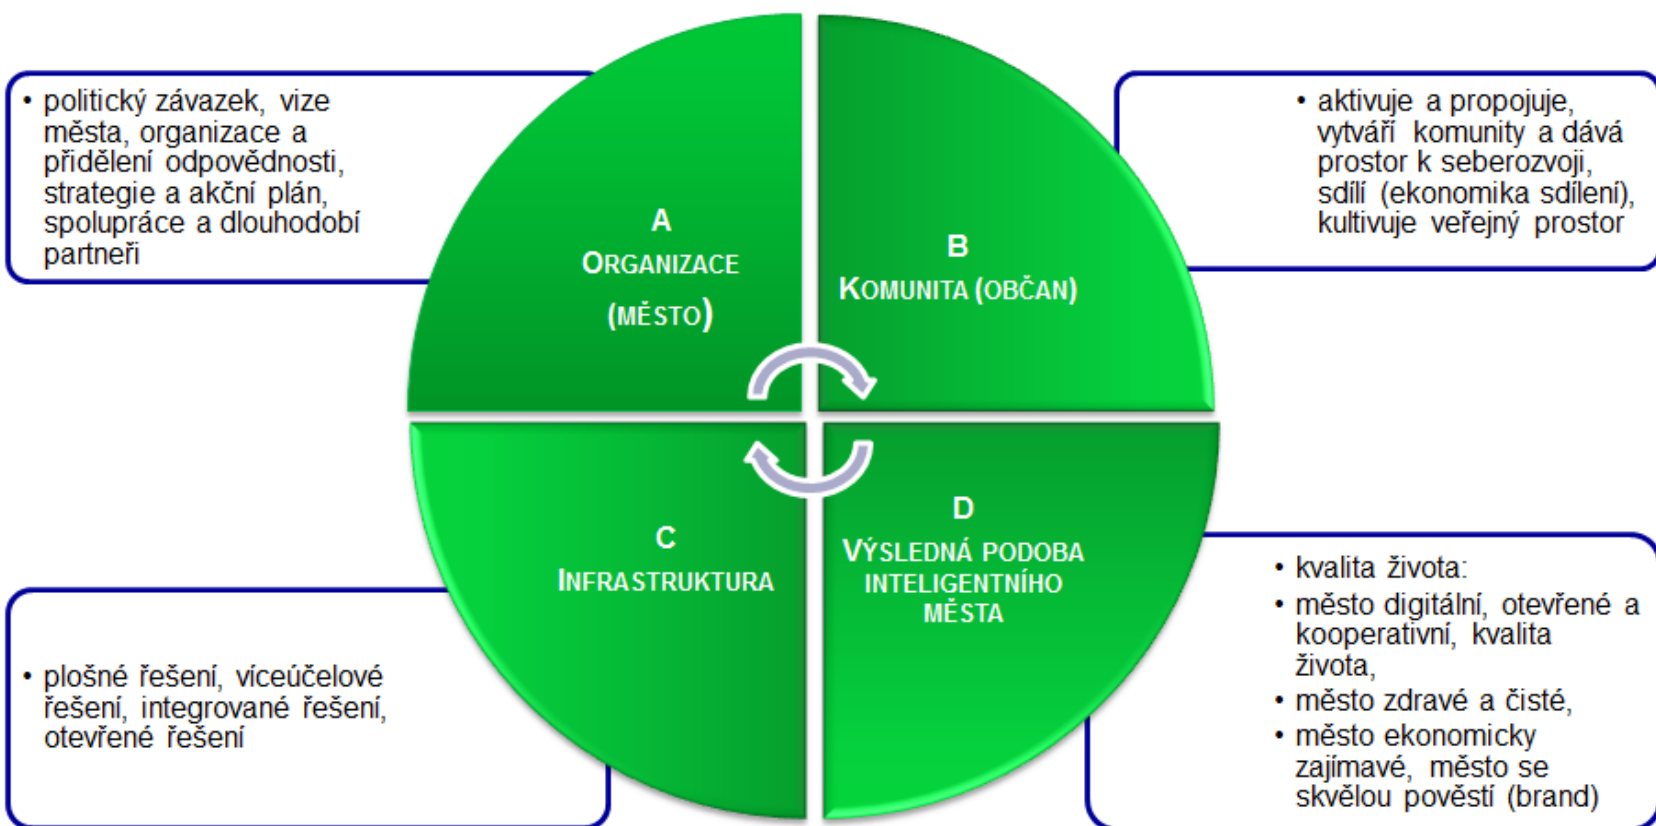 • politický závazek, vize
města, organizace a
přidělení odpovědnosti,
strategie a akční plán,
spolupráce a dlouhodobí
partneři
A
ORGANIZACE
(MĚSTO)
B
KOMUNITA (OBČAN)
• aktivuje a propojuje,
vytváří komunity a dává
prostor k seberozvoji,
sdílí (ekonomika sdílení),
kultivuje veřejný prostor
• plošné řešení, víceúčelové
řešení, integrované řešení,
otevřené řešení
C
INFRASTRUKTURA
D
VÝSLEDNÁ PODOBA
INTELIGENTNÍHO
MĚSTA
• kvalita života:
• město digitální, otevřené a
kooperativní, kvalita
života,
• město zdravé a čisté,
• město ekonomicky
zajímavé, město se
skvělou pověstí (brand)